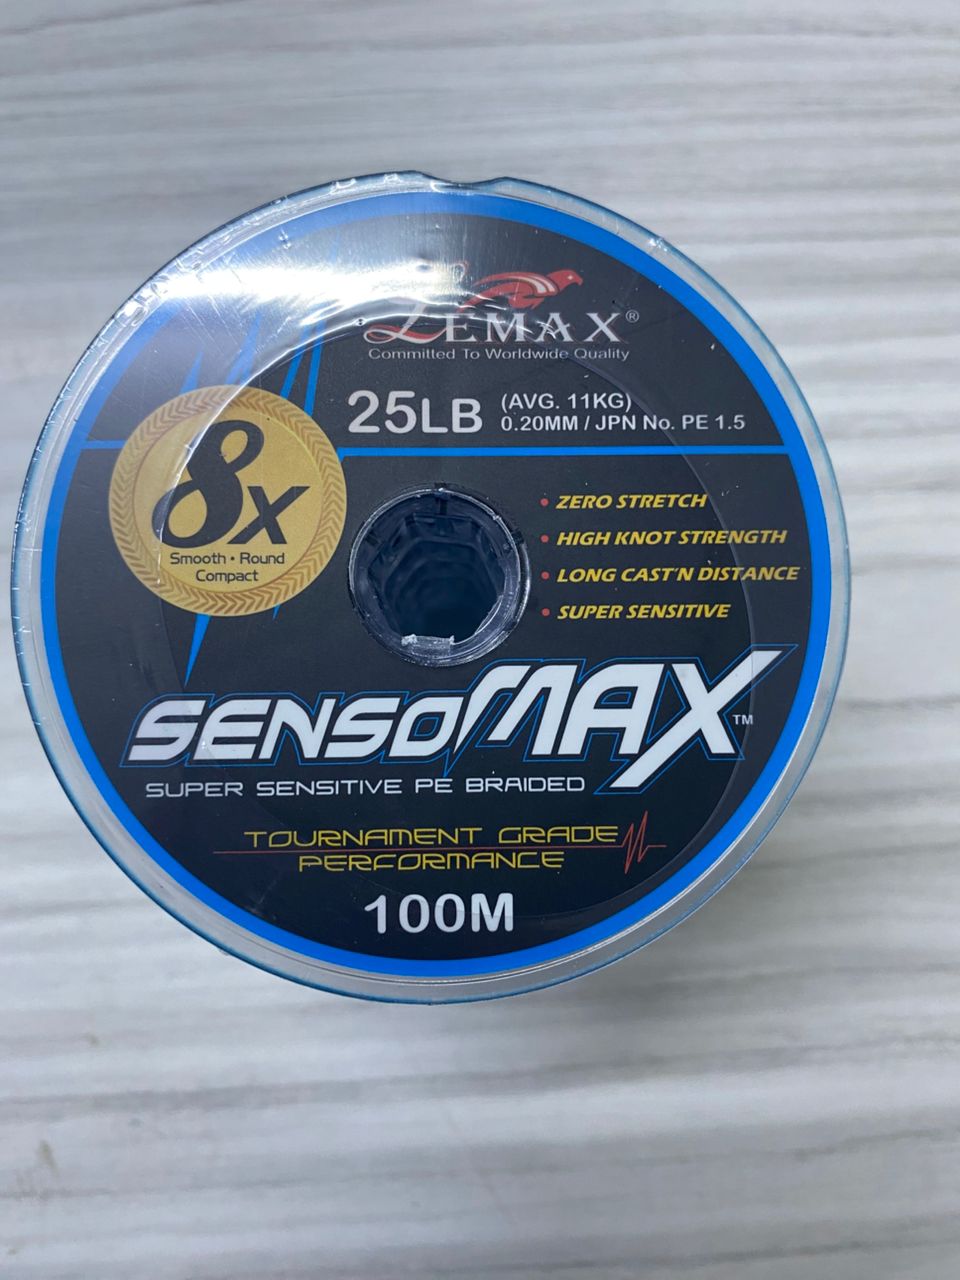 LEMAX®
Committed To Worldwide Quality
25LB
(AVG. 11KG)
0.20MM / JPN No. PE 1.5
8x
Smooth • Round
Compact
• ZERO STRETCH
• HIGH KNOT STRENGTH
• LONG CAST'N DISTANCE
• SUPER SENSITIVE
SENSOMAX™
SUPER SENSITIVE PE BRAIDED
TOURNAMENT GRADE
PERFORMANCE
100M